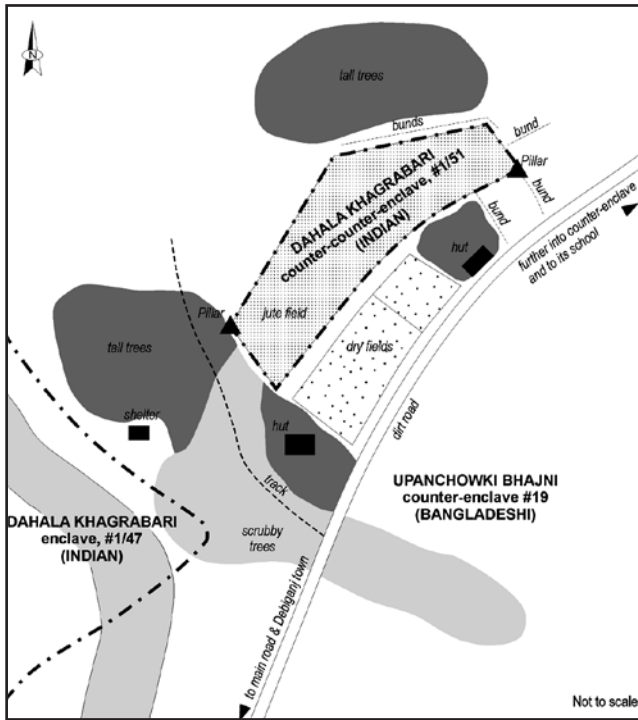 N
tall trees
bunds
bund
Pillar
bund
bund
DAHALA KHAGRABARI
counter-counter-enclave, #1/51
(INDIAN)
further into counter-enclave
and to its school
hut
Pillar
jute field
tall trees
dry fields
shelter
hut
dirt road
track
UPANCHOWKI BHAJNI
counter-enclave #19
(BANGLADESHI)
DAHALA KHAGRABARI
enclave, #1/47
(INDIAN)
scrubby
trees
to main road & Debiganj town
Not to scale